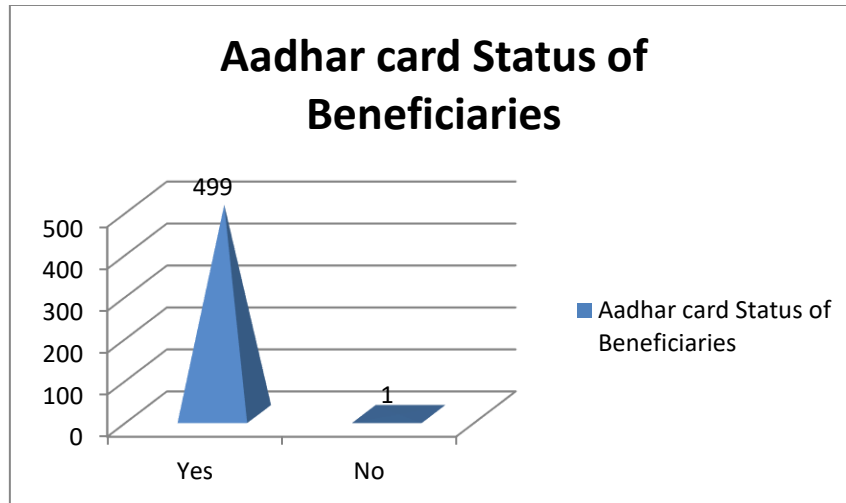 Aadhar card Status of
Beneficiaries
499
500
400
300
200
100
0
1
Yes No
Aadhar card Status of
Beneficiaries